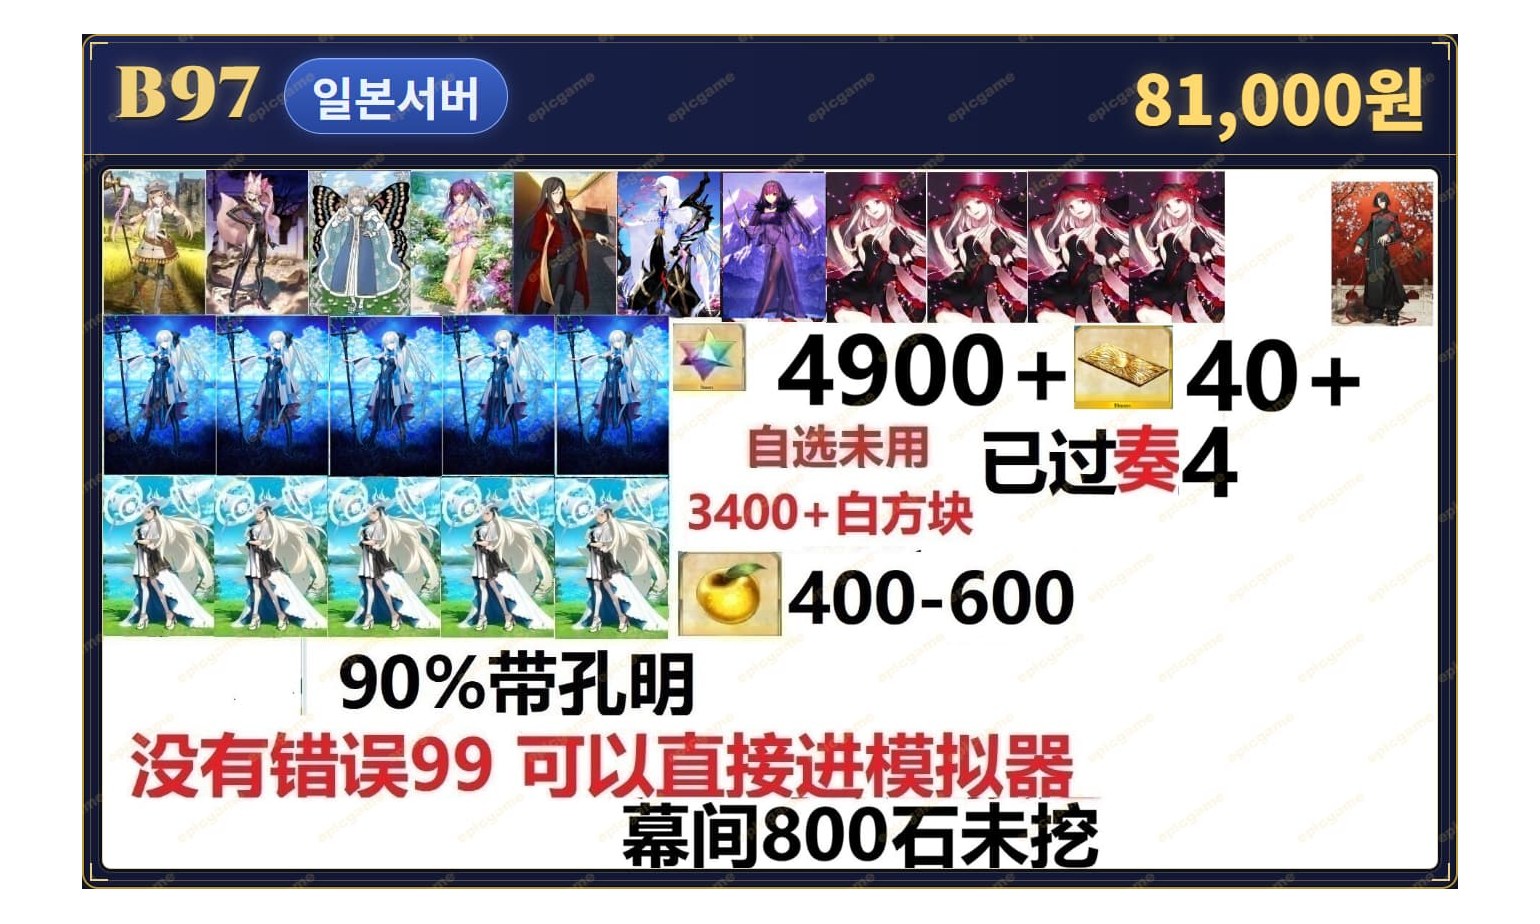 B97 일본서버 81,000원
4900+ 40+
自选未用 已过奏4
3400+白方块
400-600
90%带孔明
没有错误99 可以直接进模拟器
幕间800石未挖
epicgame